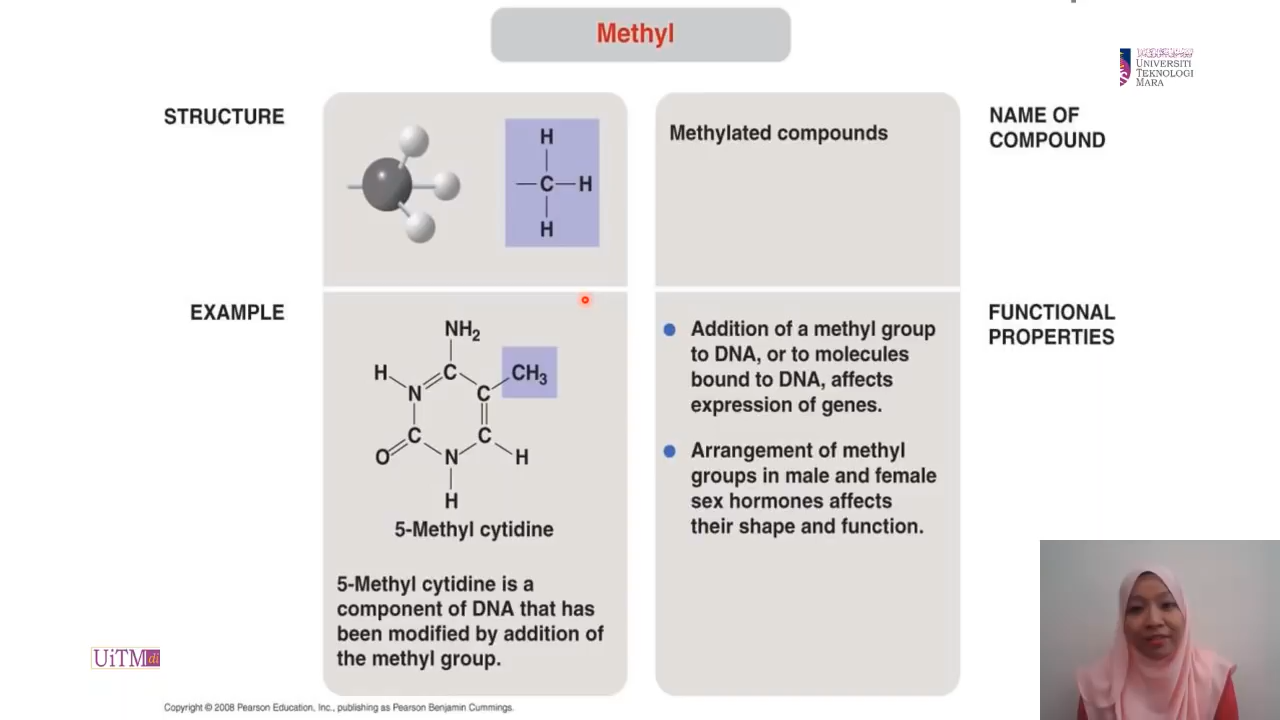 Methyl
UNIVERSITI
TEKNOLOGI
MARA
STRUCTURE
H
C H
H
Methylated compounds
NAME OF
COMPOUND
EXAMPLE
NH2
H N C C CH3
C C
O N H
H
5-Methyl cytidine
5-Methyl cytidine is a
component of DNA that has
been modified by addition of
the methyl group.
Addition of a methyl group
to DNA, or to molecules
bound to DNA, affects
expression of genes.
Arrangement of methyl
groups in male and female
sex hormones affects
their shape and function.
FUNCTIONAL
PROPERTIES
UiTM di
Copyright © 2008 Pearson Education, Inc., publishing as Pearson Benjamin Cummings.